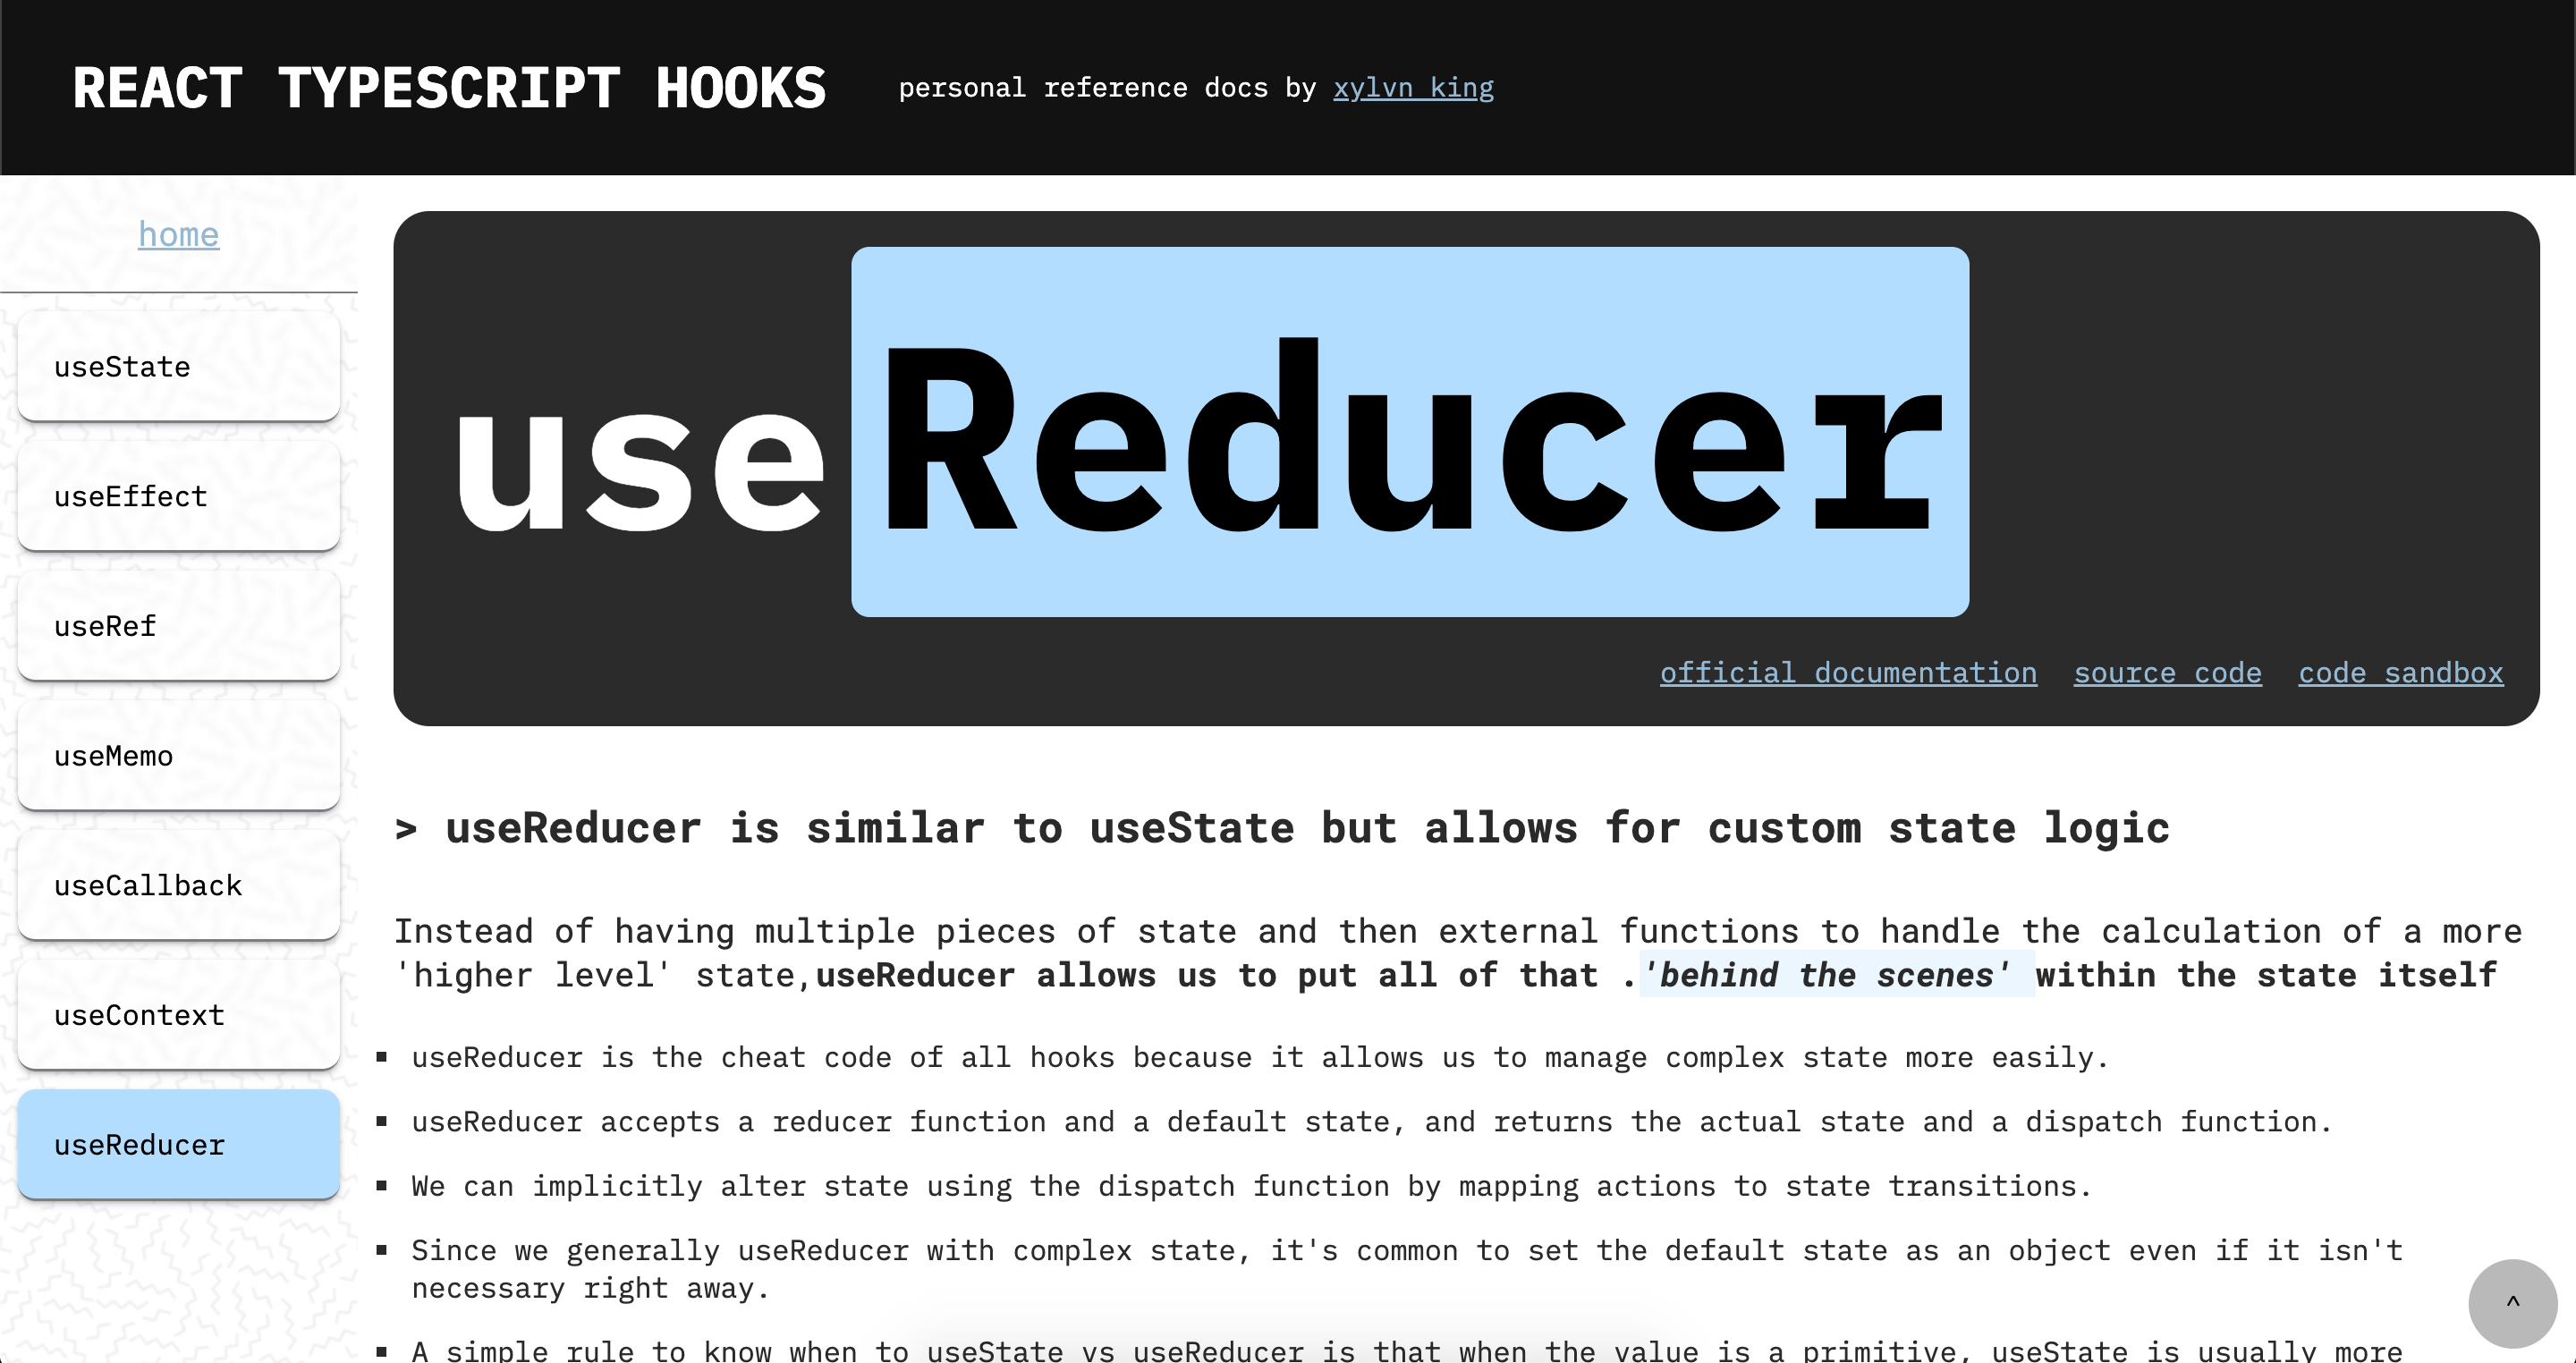 REACT TYPESCRIPT HOOKS
personal reference docs by xylvn king
home
useState
useEffect
useRef
useMemo
useCallback
useContext
useReducer
useReducer
official documentation source code code sandbox
> useReducer is similar to useState but allows for custom state logic
Instead of having multiple pieces of state and then external functions to handle the calculation of a more
'higher level' state,useReducer allows us to put all of that .'behind the scenes' within the state itself
▪ useReducer is the cheat code of all hooks because it allows us to manage complex state more easily.
▪ useReducer accepts a reducer function and a default state, and returns the actual state and a dispatch function.
▪ We can implicitly alter state using the dispatch function by mapping actions to state transitions.
▪ Since we generally useReducer with complex state, it's common to set the default state as an object even if it isn't
necessary right away.
▪ A simple rule to know when to useState vs useReducer is that when the value is a primitive, useState is usually more
^